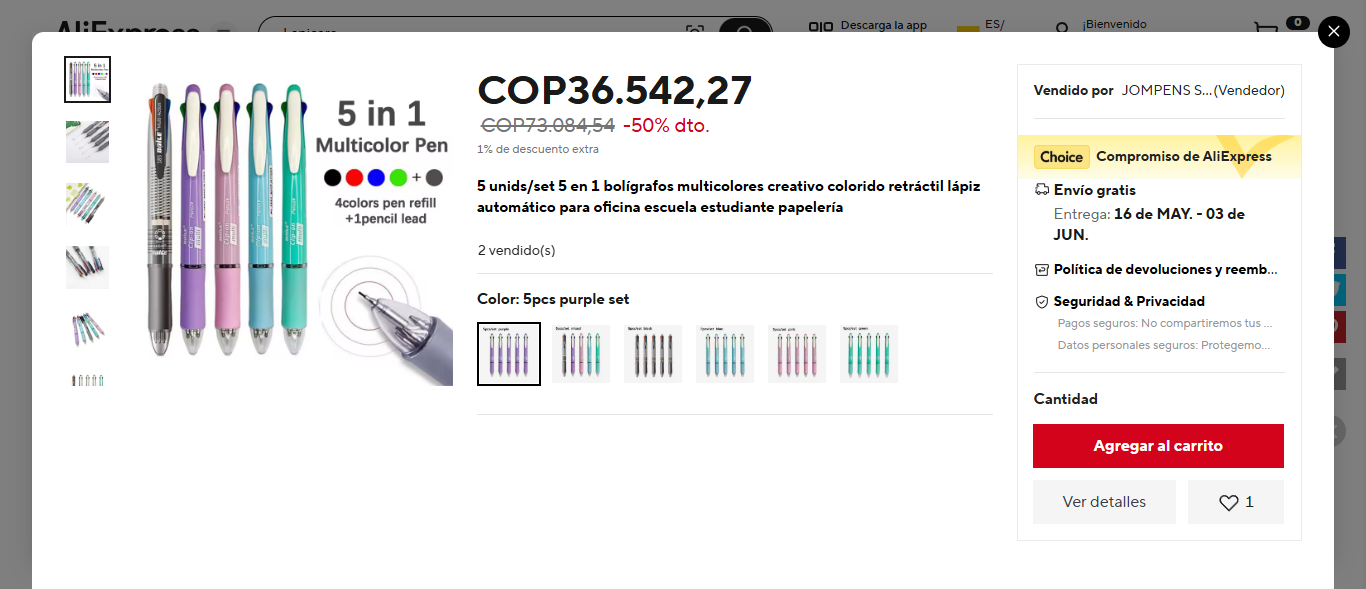 AliExpress
Descarga la app
ES/
¡Bienvenido
0
COP36.542,27
COP73.084,54 -50% dto.
1% de descuento extra
5 unids/set 5 en 1 bolígrafos multicolores creativo colorido retráctil lápiz
automático para oficina escuela estudiante papelería
2 vendido(s)
Color: 5pcs purple set
5 in 1
Multicolor Pen
+
4colors pen refill
+1pencil lead
Vendido por JOMPENS S...(Vendedor)
Choice Compromiso de AliExpress
Envío gratis
Entrega: 16 de MAY. - 03 de
JUN.
Política de devoluciones y reemb...
Seguridad & Privacidad
Pagos seguros: No compartiremos tus ...
Datos personales seguros: Protegemo...
Cantidad
Agregar al carrito
Ver detalles
1